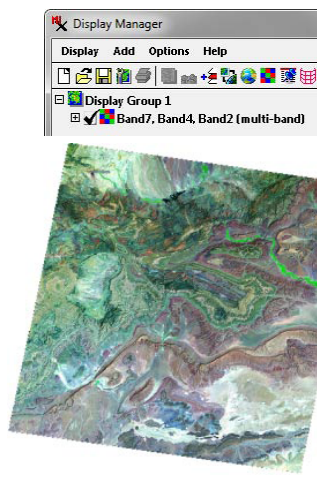 Display Manager
Display Add Options Help
Display Group 1
Band7, Band4, Band2 (multi-band)